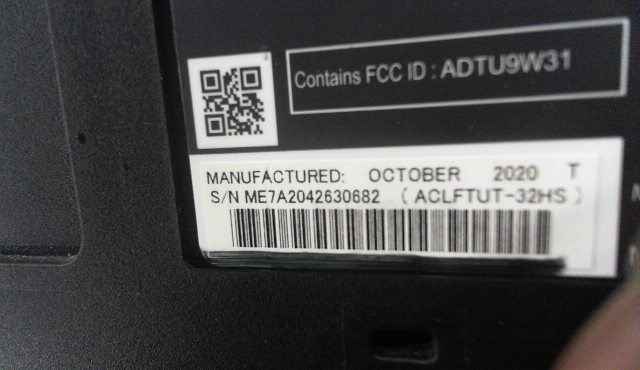 Contains FCC ID : ADTU9W31
MANUFACTURED: OCTOBER 2020 T
S/N ME7A2042630682 ( ACLFTUT-32HS )